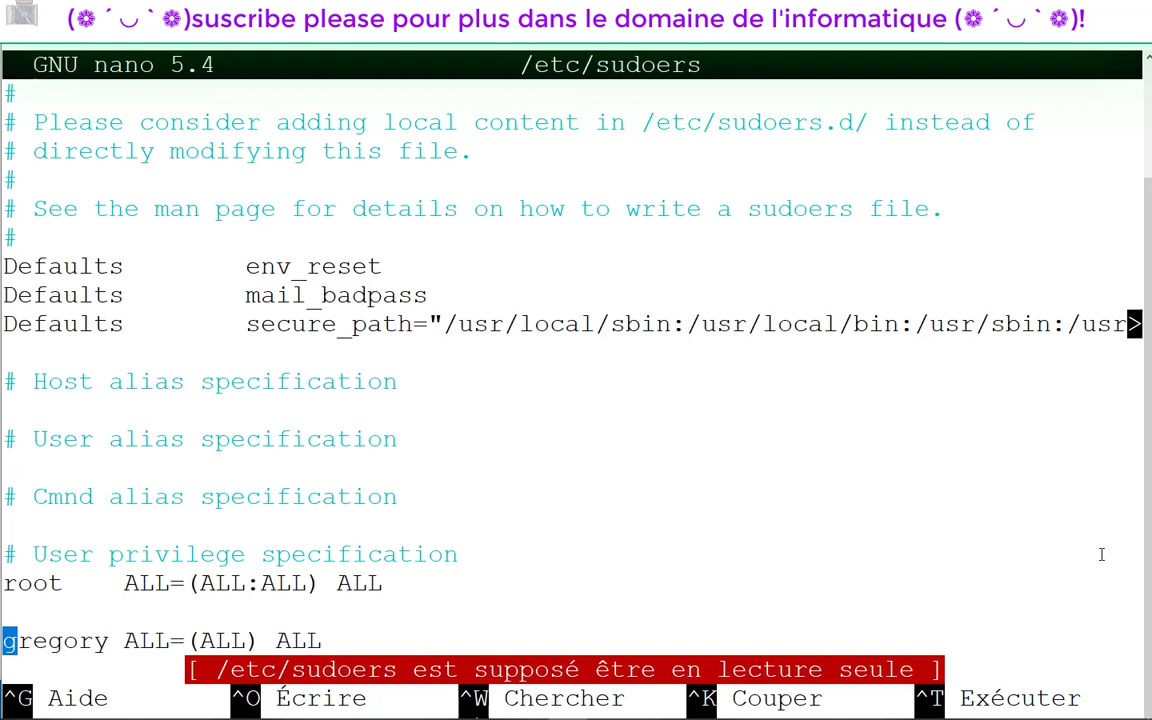 (❁´◡`❁)suscribe please pour plus dans le domaine de l'informatique (❁´◡`❁)!
GNU nano 5.4 /etc/sudoers
#
# Please consider adding local content in /etc/sudoers.d/ instead of
# directly modifying this file.
#
# See the man page for details on how to write a sudoers file.
#
Defaults env_reset
Defaults mail_badpass
Defaults secure_path="/usr/local/sbin:/usr/local/bin:/usr/sbin:/usr>
# Host alias specification
# User alias specification
# Cmnd alias specification
# User privilege specification
root ALL=(ALL:ALL) ALL
gregory ALL=(ALL) ALL
[ /etc/sudoers est supposé être en lecture seule ]
^G Aide ^O Écrire ^W Chercher ^K Couper ^T Exécuter